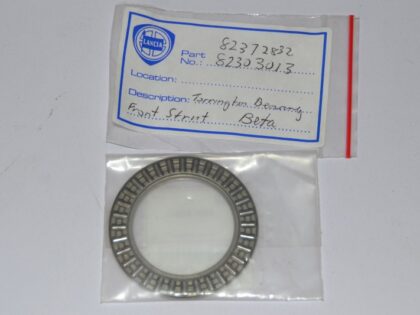 LANCIA
82372832
Part
No.: 82303013
Location:
Description: Torrington Bearing
Front Strut Beta